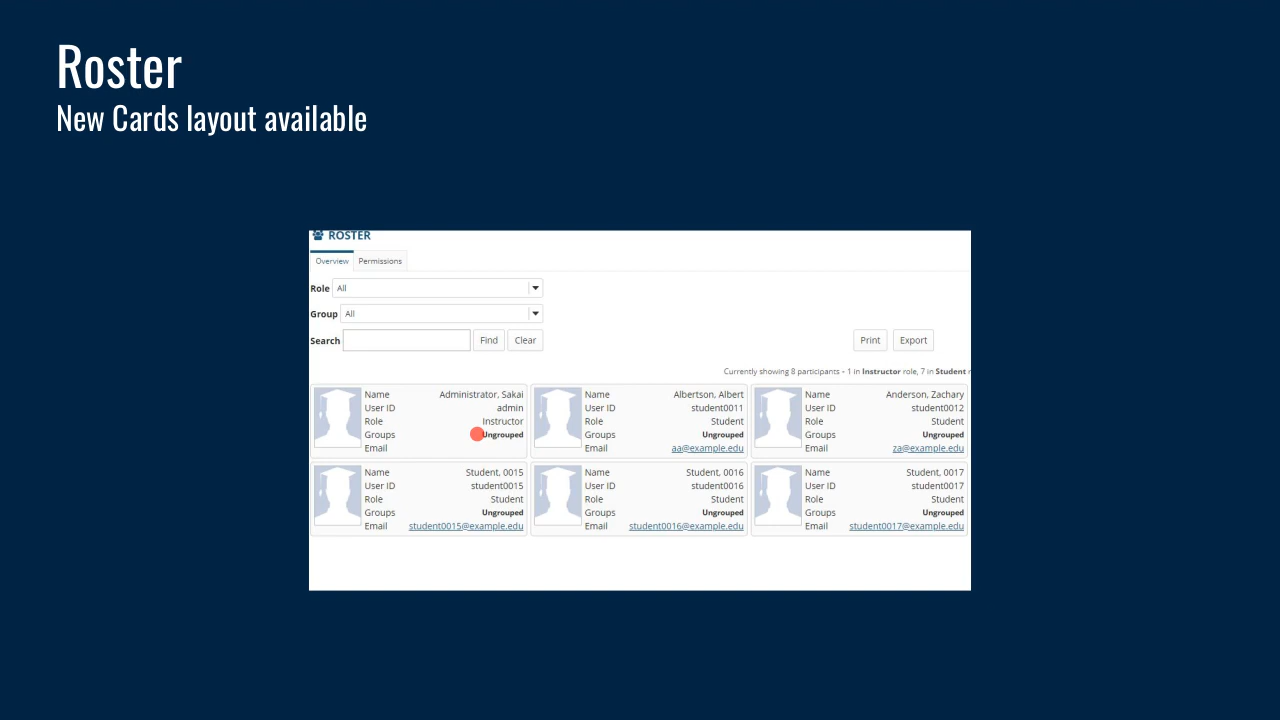 Roster
New Cards layout available
ROSTER
Overview Permissions
Role All
Group All
Search Find Clear Print Export
Currently showing 8 participants - 1 in Instructor role, 7 in Student r
Name Administrator, Sakai Name Albertson, Albert Name Anderson, Zachary
User ID admin User ID student0011 User ID student0012
Role Instructor Role Student Role Student
Groups Ungrouped Groups Ungrouped Groups Ungrouped
Email Email aa@example.edu Email za@example.edu
Name Student, 0015 Name Student, 0016 Name Student, 0017
User ID student0015 User ID student0016 User ID student0017
Role Student Role Student Role Student
Groups Ungrouped Groups Ungrouped Groups Ungrouped
Email student0015@example.edu Email student0016@example.edu Email student0017@example.edu